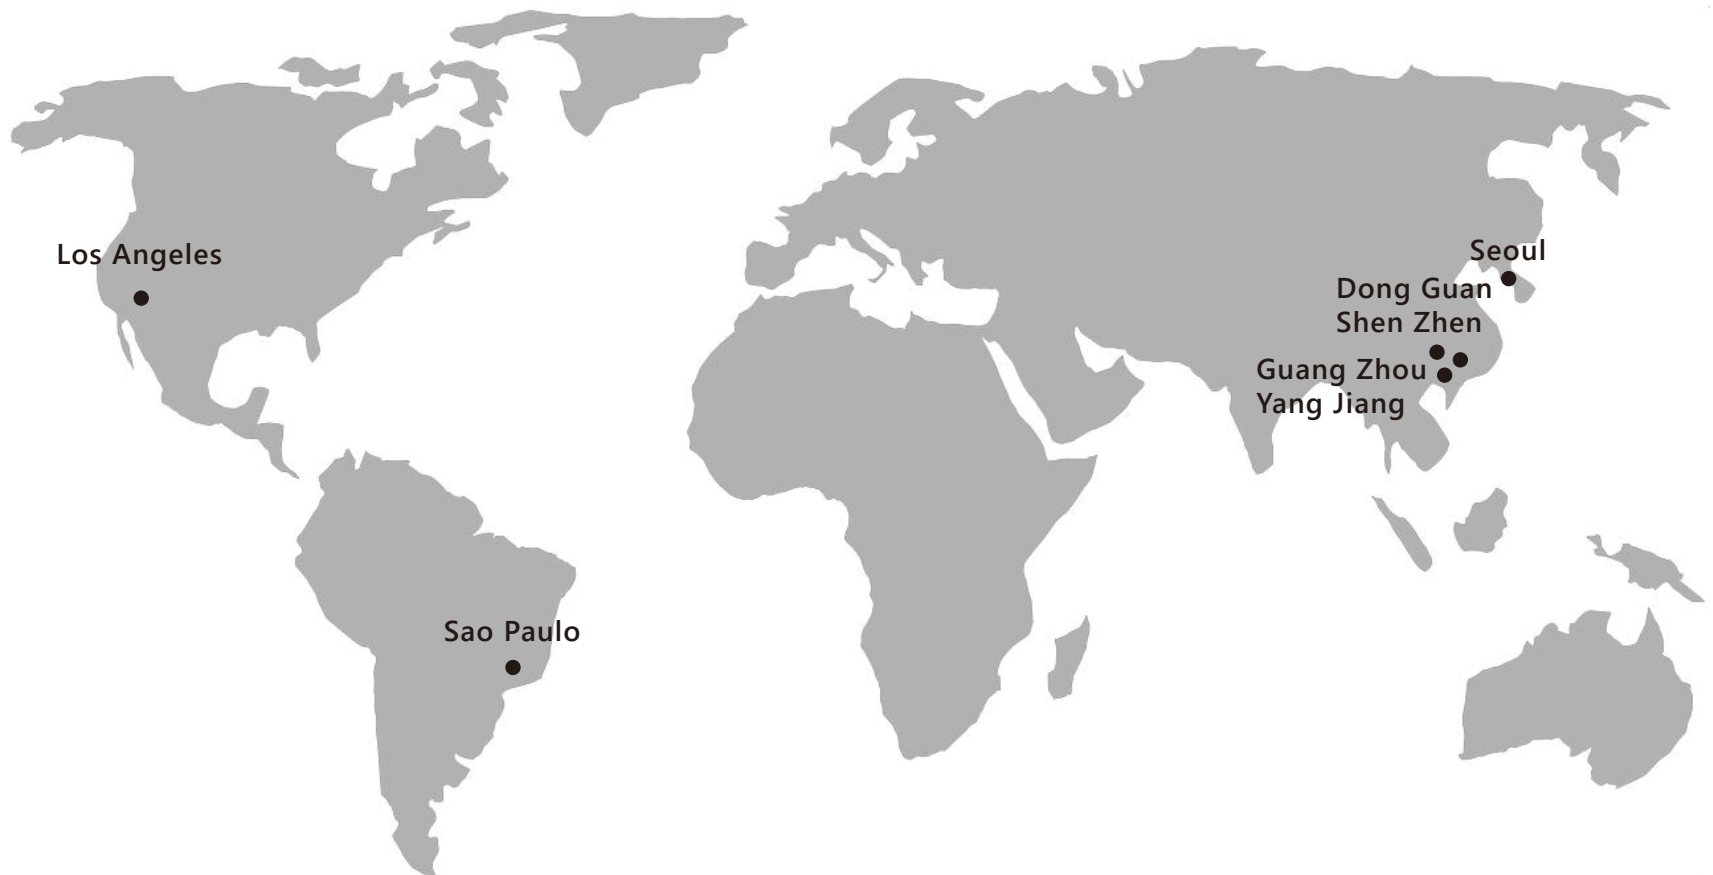 Los Angeles
Seoul
Dong Guan
Shen Zhen
Guang Zhou
Yang Jiang
Sao Paulo